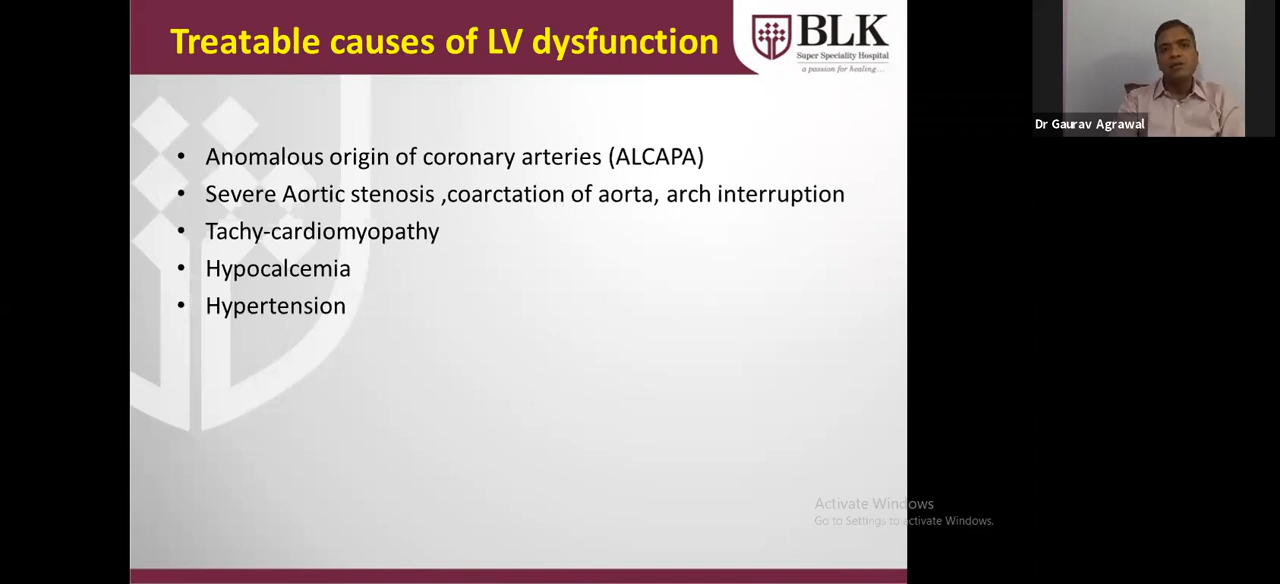 Treatable causes of LV dysfunction
BLK
Super Speciality Hospital
a passion for healing...
Dr Gaurav Agrawal
• Anomalous origin of coronary arteries (ALCAPA)
• Severe Aortic stenosis ,coarctation of aorta, arch interruption
• Tachy-cardiomyopathy
• Hypocalcemia
• Hypertension
Activate Windows
Go to Settings to activate Windows.